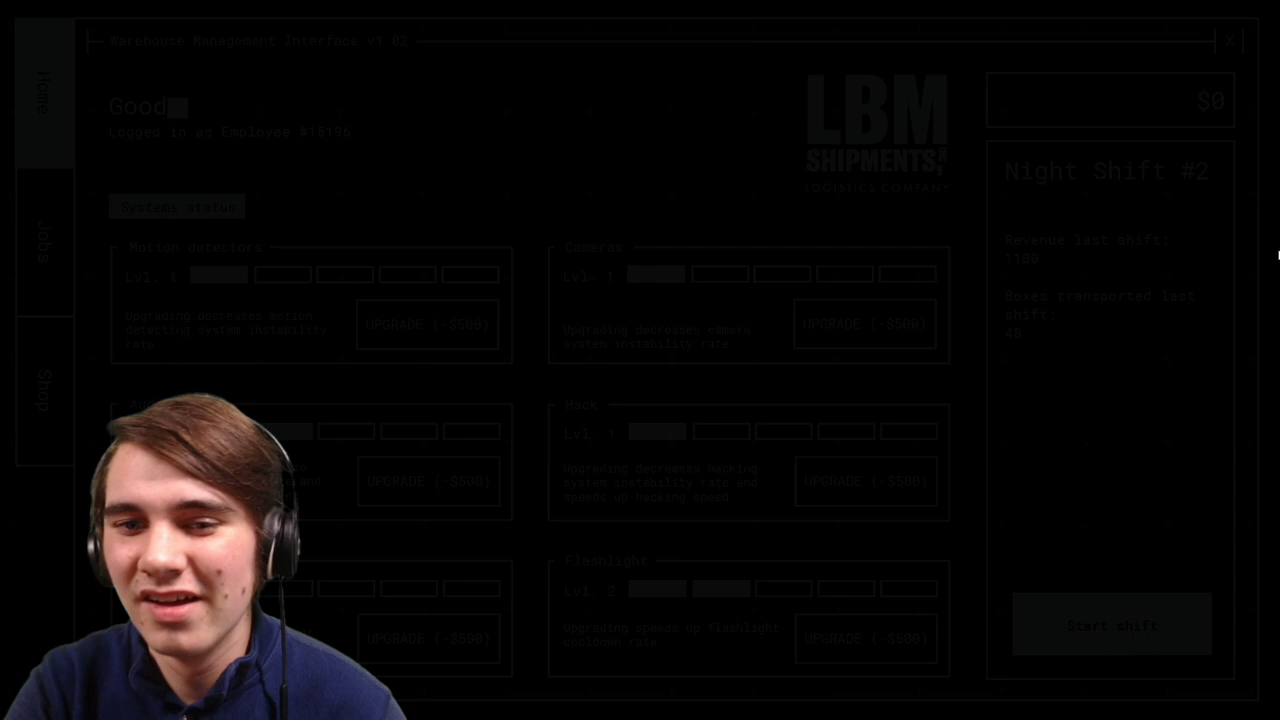 Warehouse Management Interface v1.02
X
Home
Jobs
Shop
Good
Logged in as Employee #15196
LBM
SHIPMENTS,
LOGISTICS COMPANY
$0
Night Shift #2
Revenue last shift:
1180
Boxes transported last
shift:
48
Start shift
Systems status
Motion detectors
Lvl. 1
Upgrading decreases motion
detecting system instability
rate
UPGRADE (-$500)
Cameras
Lvl. 1
Upgrading decreases camera
system instability rate
UPGRADE (-$500)
and
UPGRADE (-$500)
Hack
Lvl. 1
Upgrading decreases hacking
system instability rate and
speeds up hacking speed
UPGRADE (-$500)
UPGRADE (-$500)
Flashlight
Lvl. 2
Upgrading speeds up flashlight
cooldown rate
UPGRADE (-$500)